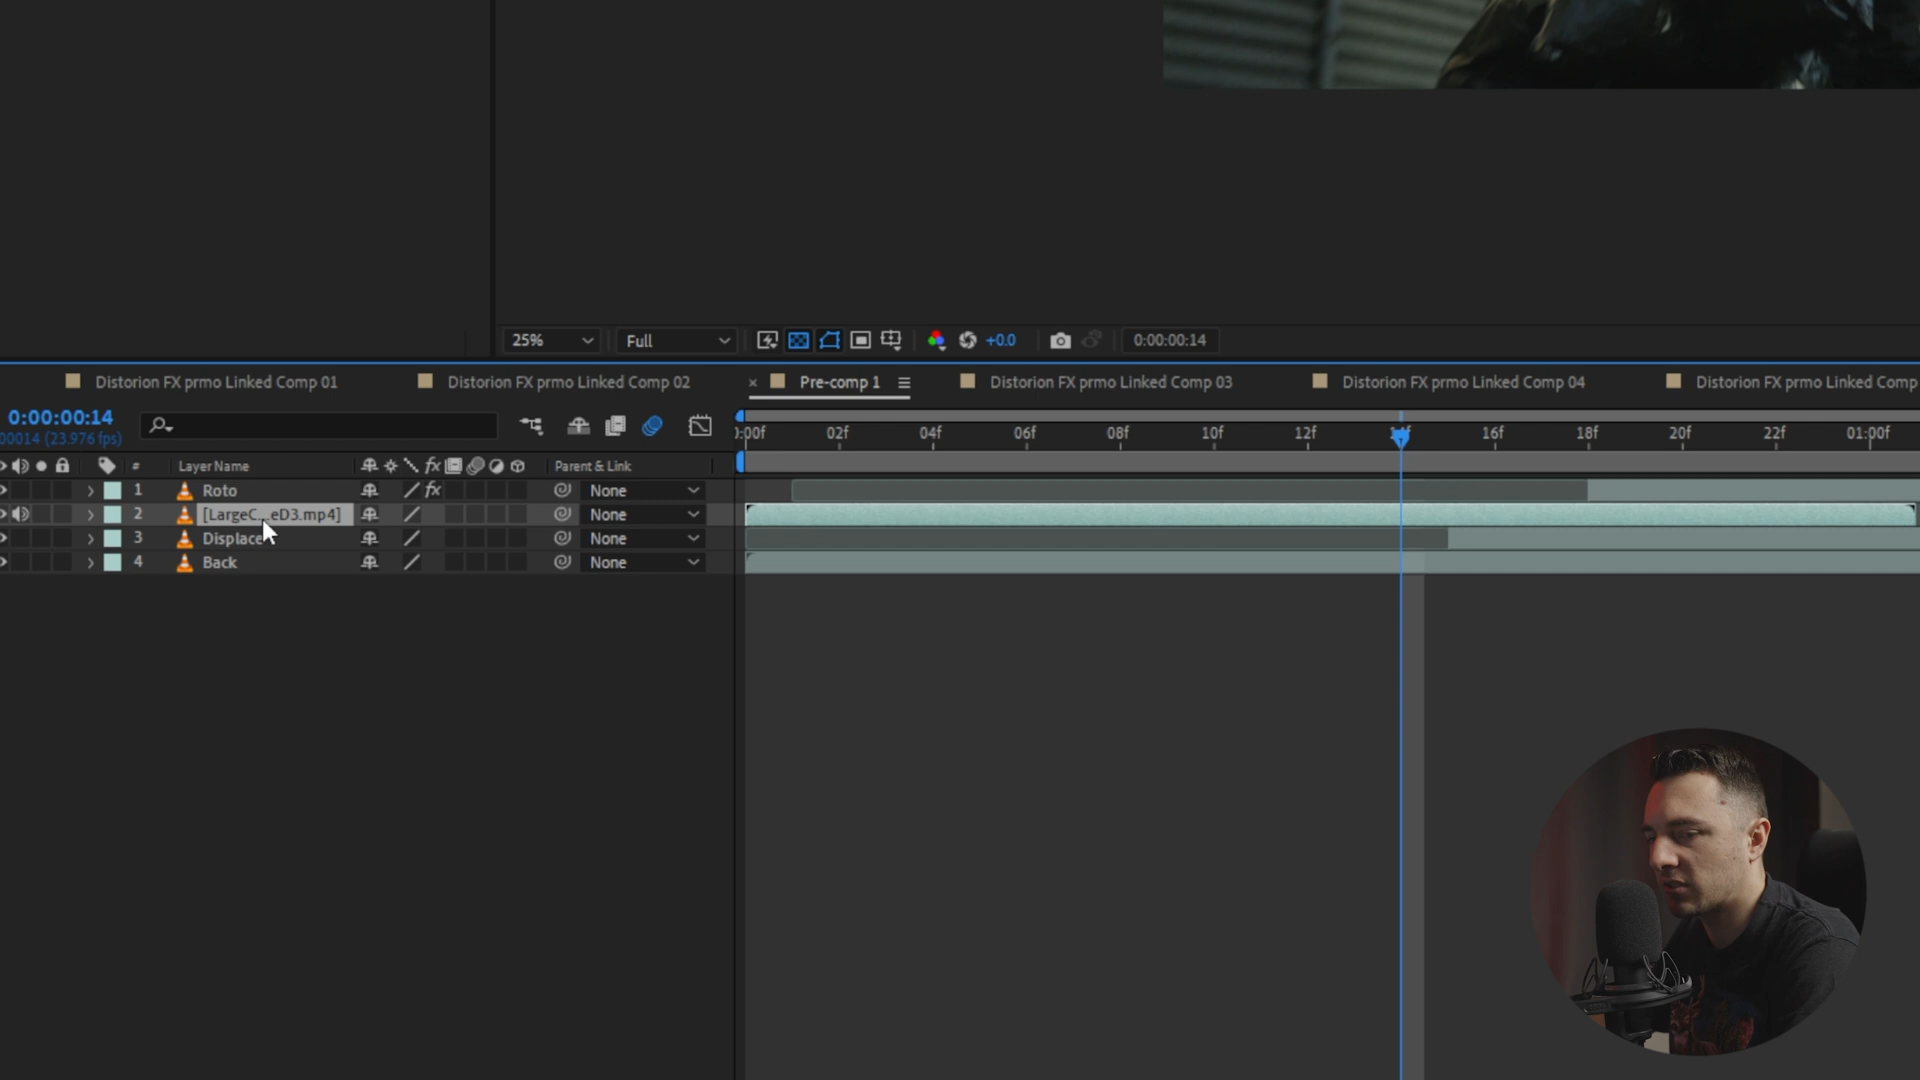 25% Full +0.0 0:00:00:14
Distorion FX prmo Linked Comp 01 Distorion FX prmo Linked Comp 02 × Pre-comp 1 Distorion FX prmo Linked Comp 03 Distorion FX prmo Linked Comp 04 Distorion FX prmo Linked Comp
0:00:00:14
00014 (23.976 fps)
):00f 02f 04f 06f 08f 10f 12f 14f 16f 18f 20f 22f 01:00f
# Layer Name fx Parent & Link
1 Roto fx None
2 [LargeC...eD3.mp4] None
3 Displace None
4 Back None